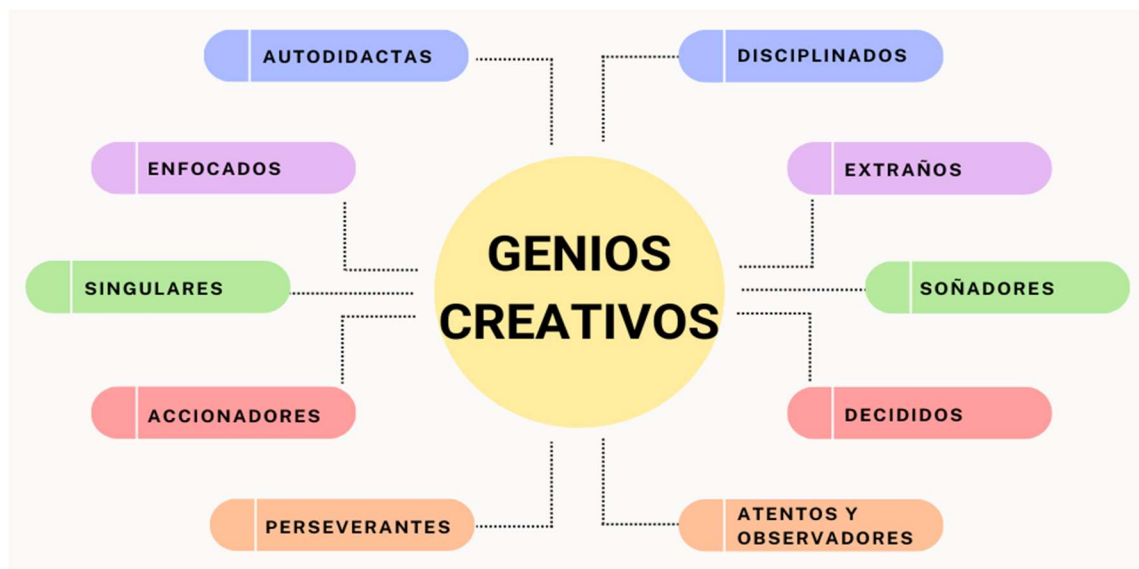 AUTODIDACTAS
DISCIPLINADOS
ENFOCADOS
EXTRAÑOS
GENIOS
CREATIVOS
SINGULARES
SOÑADORES
ACCIONADORES
DECIDIDOS
PERSEVERANTES
ATENTOS Y
OBSERVADORES